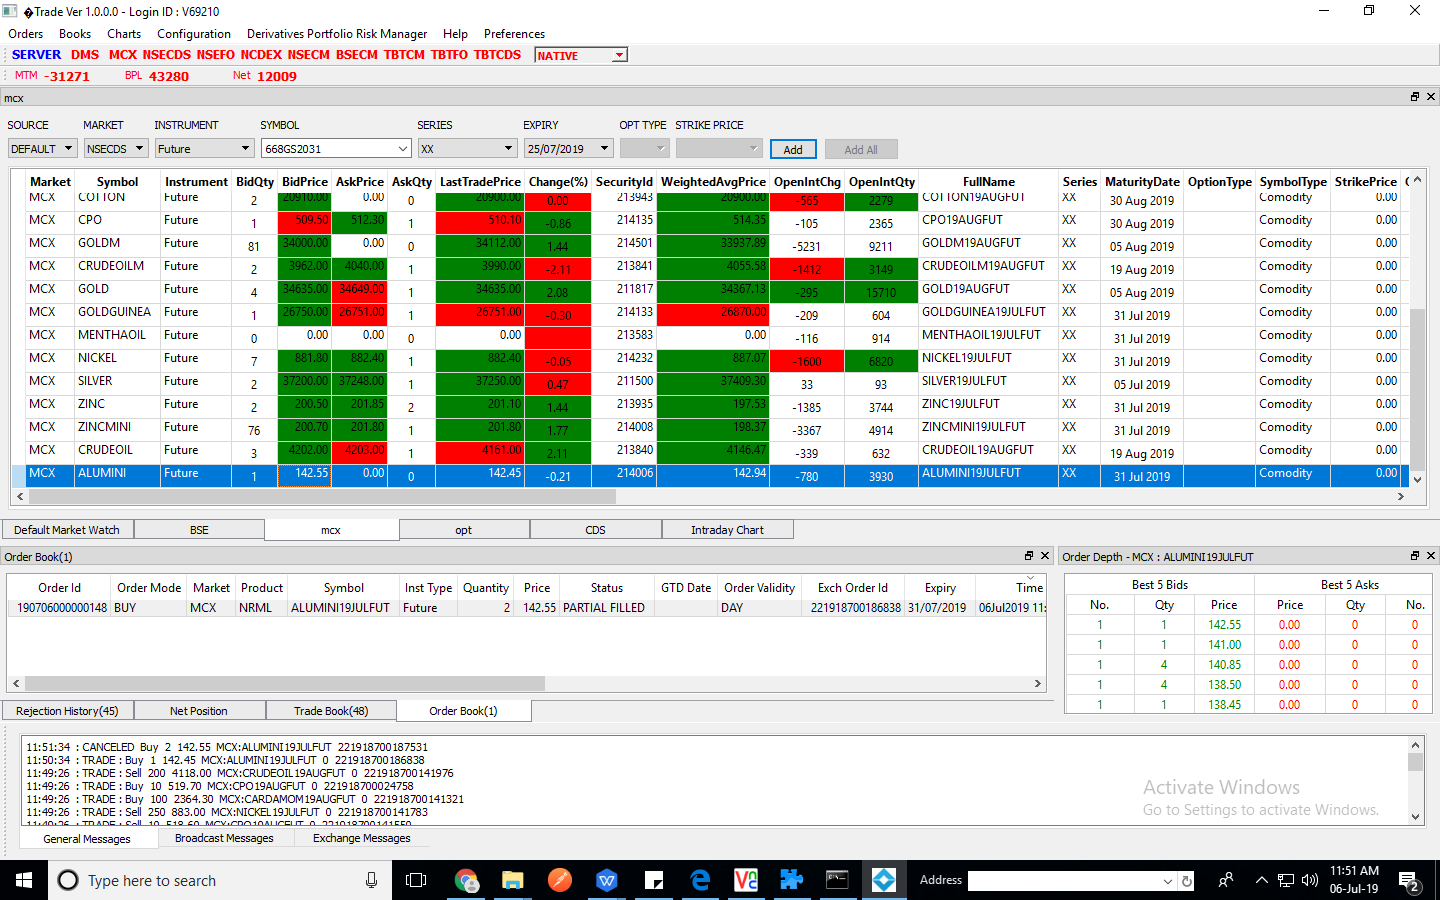 �Trade Ver 1.0.0.0 - Login ID : V69210
Orders Books Charts Configuration Derivatives Portfolio Risk Manager Help Preferences
SERVER DMS MCX NSECDS NSEFO NCDEX NSECM BSECM TBTCM TBTFO TBTCDS NATIVE
MTM -31271 BPL 43280 Net 12009
mcx
SOURCE MARKET INSTRUMENT SYMBOL SERIES EXPIRY OPT TYPE STRIKE PRICE
DEFAULT NSECDS Future 668GS2031 XX 25/07/2019 Add Add All
Market Symbol Instrument BidQty BidPrice AskPrice AskQty LastTradePrice Change(%) SecurityId WeightedAvgPrice OpenIntChg OpenIntQty FullName Series MaturityDate OptionType SymbolType StrikePrice
MCX COTTON Future 2 20910.00 0.00 0 20900.00 0.00 213943 20900.00 -565 2279 COTTON19AUGFUT XX 30 Aug 2019 Comodity 0.00
MCX CPO Future 1 509.50 512.30 1 510.10 -0.86 214135 514.35 -105 2365 CPO19AUGFUT XX 30 Aug 2019 Comodity 0.00
MCX GOLDM Future 81 34000.00 0.00 0 34112.00 1.44 214501 33937.89 -5231 9211 GOLDM19AUGFUT XX 05 Aug 2019 Comodity 0.00
MCX CRUDEOILM Future 2 3962.00 4040.00 1 3990.00 -2.11 213841 4055.58 -1412 3149 CRUDEOILM19AUGFUT XX 19 Aug 2019 Comodity 0.00
MCX GOLD Future 4 34635.00 34649.00 1 34635.00 2.08 211817 34367.13 -295 15710 GOLD19AUGFUT XX 05 Aug 2019 Comodity 0.00
MCX GOLDGUINEA Future 1 26750.00 26751.00 1 26751.00 -0.30 214133 26870.00 -209 604 GOLDGUINEA19JULFUT XX 31 Jul 2019 Comodity 0.00
MCX MENTHAOIL Future 0 0.00 0.00 0 0.00 213583 0.00 -116 914 MENTHAOIL19JULFUT XX 31 Jul 2019 Comodity 0.00
MCX NICKEL Future 7 881.80 882.40 1 882.40 -0.05 214232 887.07 -1600 6820 NICKEL19JULFUT XX 31 Jul 2019 Comodity 0.00
MCX SILVER Future 2 37200.00 37248.00 1 37250.00 0.47 211500 37409.30 33 93 SILVER19JULFUT XX 05 Jul 2019 Comodity 0.00
MCX ZINC Future 2 200.50 201.85 2 201.10 1.44 213935 197.53 -1385 3744 ZINC19JULFUT XX 31 Jul 2019 Comodity 0.00
MCX ZINCMINI Future 76 200.70 201.80 1 201.80 1.77 214008 198.37 -3367 4914 ZINCMINI19JULFUT XX 31 Jul 2019 Comodity 0.00
MCX CRUDEOIL Future 3 4202.00 4203.00 1 4161.00 2.11 213840 4146.47 -339 632 CRUDEOIL19AUGFUT XX 19 Aug 2019 Comodity 0.00
MCX ALUMINI Future 1 142.55 0.00 0 142.45 -0.21 214006 142.94 -780 3930 ALUMINI19JULFUT XX 31 Jul 2019 Comodity 0.00
Default Market Watch BSE mcx opt CDS Intraday Chart
Order Book(1)
Order Id Order Mode Market Product Symbol Inst Type Quantity Price Status GTD Date Order Validity Exch Order Id Expiry Time
190706000000148 BUY MCX NRML ALUMINI19JULFUT Future 2 142.55 PARTIAL FILLED DAY 221918700186838 31/07/2019 06Jul2019 11:
Rejection History(45) Net Position Trade Book(48) Order Book(1)
Order Depth - MCX : ALUMINI19JULFUT
Best 5 Bids Best 5 Asks
No. Qty Price Price Qty No.
1 1 142.55 0.00 0 0
1 1 141.00 0.00 0 0
1 4 140.85 0.00 0 0
1 4 138.50 0.00 0 0
1 1 138.45 0.00 0 0
11:51:34 : CANCELED Buy 2 142.55 MCX:ALUMINI19JULFUT 221918700187531
11:50:34 : TRADE : Buy 1 142.45 MCX:ALUMINI19JULFUT 0 221918700186838
11:49:26 : TRADE : Sell 200 4118.00 MCX:CRUDEOIL19AUGFUT 0 221918700141976
11:49:26 : TRADE : Buy 10 519.70 MCX:CPO19AUGFUT 0 221918700024758
11:49:26 : TRADE : Buy 100 2364.30 MCX:CARDAMOM19AUGFUT 0 221918700141321
11:49:26 : TRADE : Sell 250 883.00 MCX:NICKEL19JULFUT 0 221918700141783
11:49:26 : TRADE : Sell 10 518.60 MCX:CPO19AUGFUT 0 221918700141550
Activate Windows
Go to Settings to activate Windows.
General Messages Broadcast Messages Exchange Messages
Type here to search
Address
11:51 AM
06-Jul-19
2